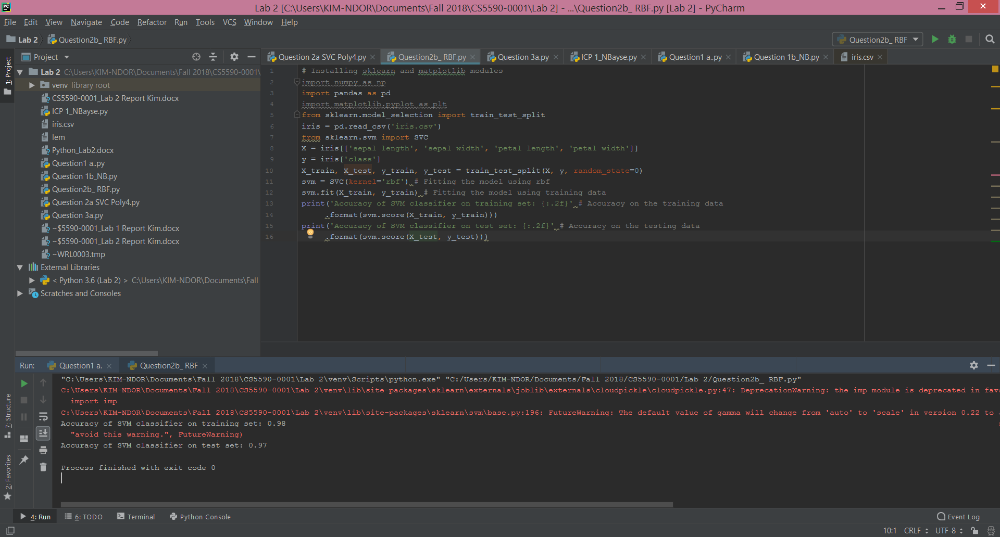 Lab 2 [C:\Users\KIM-NDOR\Documents\Fall 2018\CS5590-0001\Lab 2] - ...\Question2b_ RBF.py [Lab 2] - PyCharm
File Edit View Navigate Code Refactor Run Tools VCS Window Help
Lab 2 Question2b_ RBF.py Question2b_ RBF
Project Question 2a SVC Poly4.py Question2b_ RBF.py Question 3a.py ICP 1_NBayse.py Question1 a..py Question 1b_NB.py iris.csv
1: Project
Lab 2 C:\Users\KIM-NDOR\Documents\Fall 2018\CS5590-0001\
venv library root
CS5590-0001_Lab 2 Report Kim.docx
ICP 1_NBayse.py
iris.csv
lem
Python_Lab2.docx
Question1 a..py
Question 1b_NB.py
Question2b_ RBF.py
Question 2a SVC Poly4.py
Question 3a.py
~$5590-0001_Lab 1 Report Kim.docx
~$5590-0001_Lab 2 Report Kim.docx
~WRL0003.tmp
External Libraries
< Python 3.6 (Lab 2) > C:\Users\KIM-NDOR\Documents\Fall
Scratches and Consoles
1 # Installing sklearn and matplotlib modules
2 import numpy as np
3 import pandas as pd
4 import matplotlib.pyplot as plt
5 from sklearn.model_selection import train_test_split
6 iris = pd.read_csv('iris.csv')
7 from sklearn.svm import SVC
8 X = iris[['sepal length', 'sepal width', 'petal length', 'petal width']]
9 y = iris['class']
10 X_train, X_test, y_train, y_test = train_test_split(X, y, random_state=0)
11 svm = SVC(kernel='rbf') # Fitting the model using rbf
12 svm.fit(X_train, y_train) # Fitting the model using training data
13 print('Accuracy of SVM classifier on training set: {:.2f}' # Accuracy on the training data
14 .format(svm.score(X_train, y_train)))
15 print('Accuracy of SVM classifier on test set: {:.2f}' # Accuracy on the testing data
16 .format(svm.score(X_test, y_test)))
Run: Question1 a. Question2b_ RBF
"C:\Users\KIM-NDOR\Documents\Fall 2018\CS5590-0001\Lab 2\venv\Scripts\python.exe" "C:/Users/KIM-NDOR/Documents/Fall 2018/CS5590-0001/Lab 2/Question2b_ RBF.py"
C:\Users\KIM-NDOR\Documents\Fall 2018\CS5590-0001\Lab 2\venv\lib\site-packages\sklearn\externals\joblib\externals\cloudpickle\cloudpickle.py:47: DeprecationWarning: the imp module is deprecated in favo
import imp
C:\Users\KIM-NDOR\Documents\Fall 2018\CS5590-0001\Lab 2\venv\lib\site-packages\sklearn\svm\base.py:196: FutureWarning: The default value of gamma will change from 'auto' to 'scale' in version 0.22 to
Accuracy of SVM classifier on training set: 0.98
"avoid this warning.", FutureWarning)
Accuracy of SVM classifier on test set: 0.97
Process finished with exit code 0
7: Structure
2: Favorites
4: Run 6: TODO Terminal Python Console Event Log
10:1 CRLF UTF-8